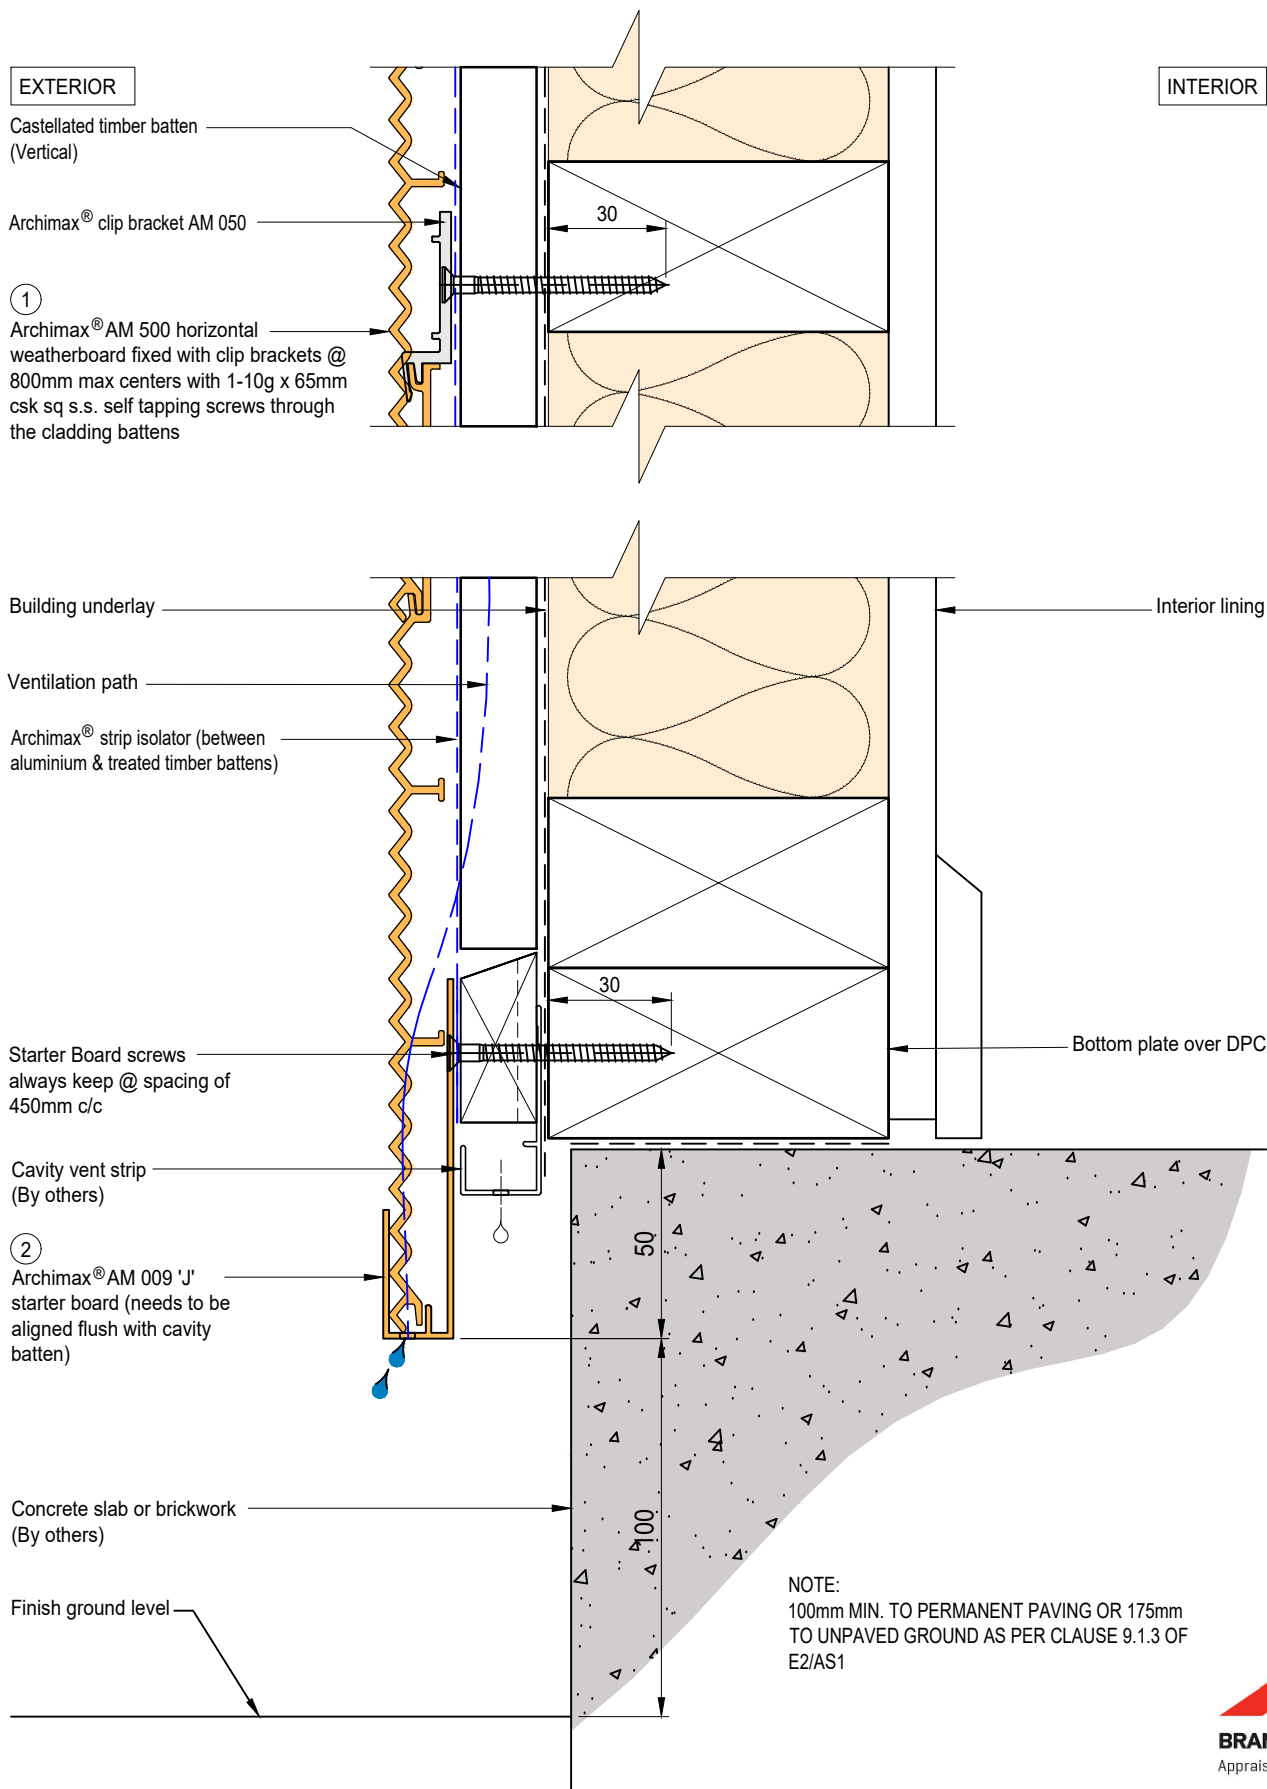 EXTERIOR
INTERIOR
Castellated timber batten
(Vertical)
Archimax® clip bracket AM 050
30
1
Archimax® AM 500 horizontal
weatherboard fixed with clip brackets @
800mm max centers with 1-10g x 65mm
csk sq s.s. self tapping screws through
the cladding battens
Building underlay
Interior lining
Ventilation path
Archimax® strip isolator (between
aluminium & treated timber battens)
30
Starter Board screws
always keep @ spacing of
450mm c/c
Bottom plate over DPC
Cavity vent strip
(By others)
50
2
Archimax® AM 009 'J'
starter board (needs to be
aligned flush with cavity
batten)
Concrete slab or brickwork
(By others)
100
Finish ground level
NOTE:
100mm MIN. TO PERMANENT PAVING OR 175mm
TO UNPAVED GROUND AS PER CLAUSE 9.1.3 OF
E2/AS1